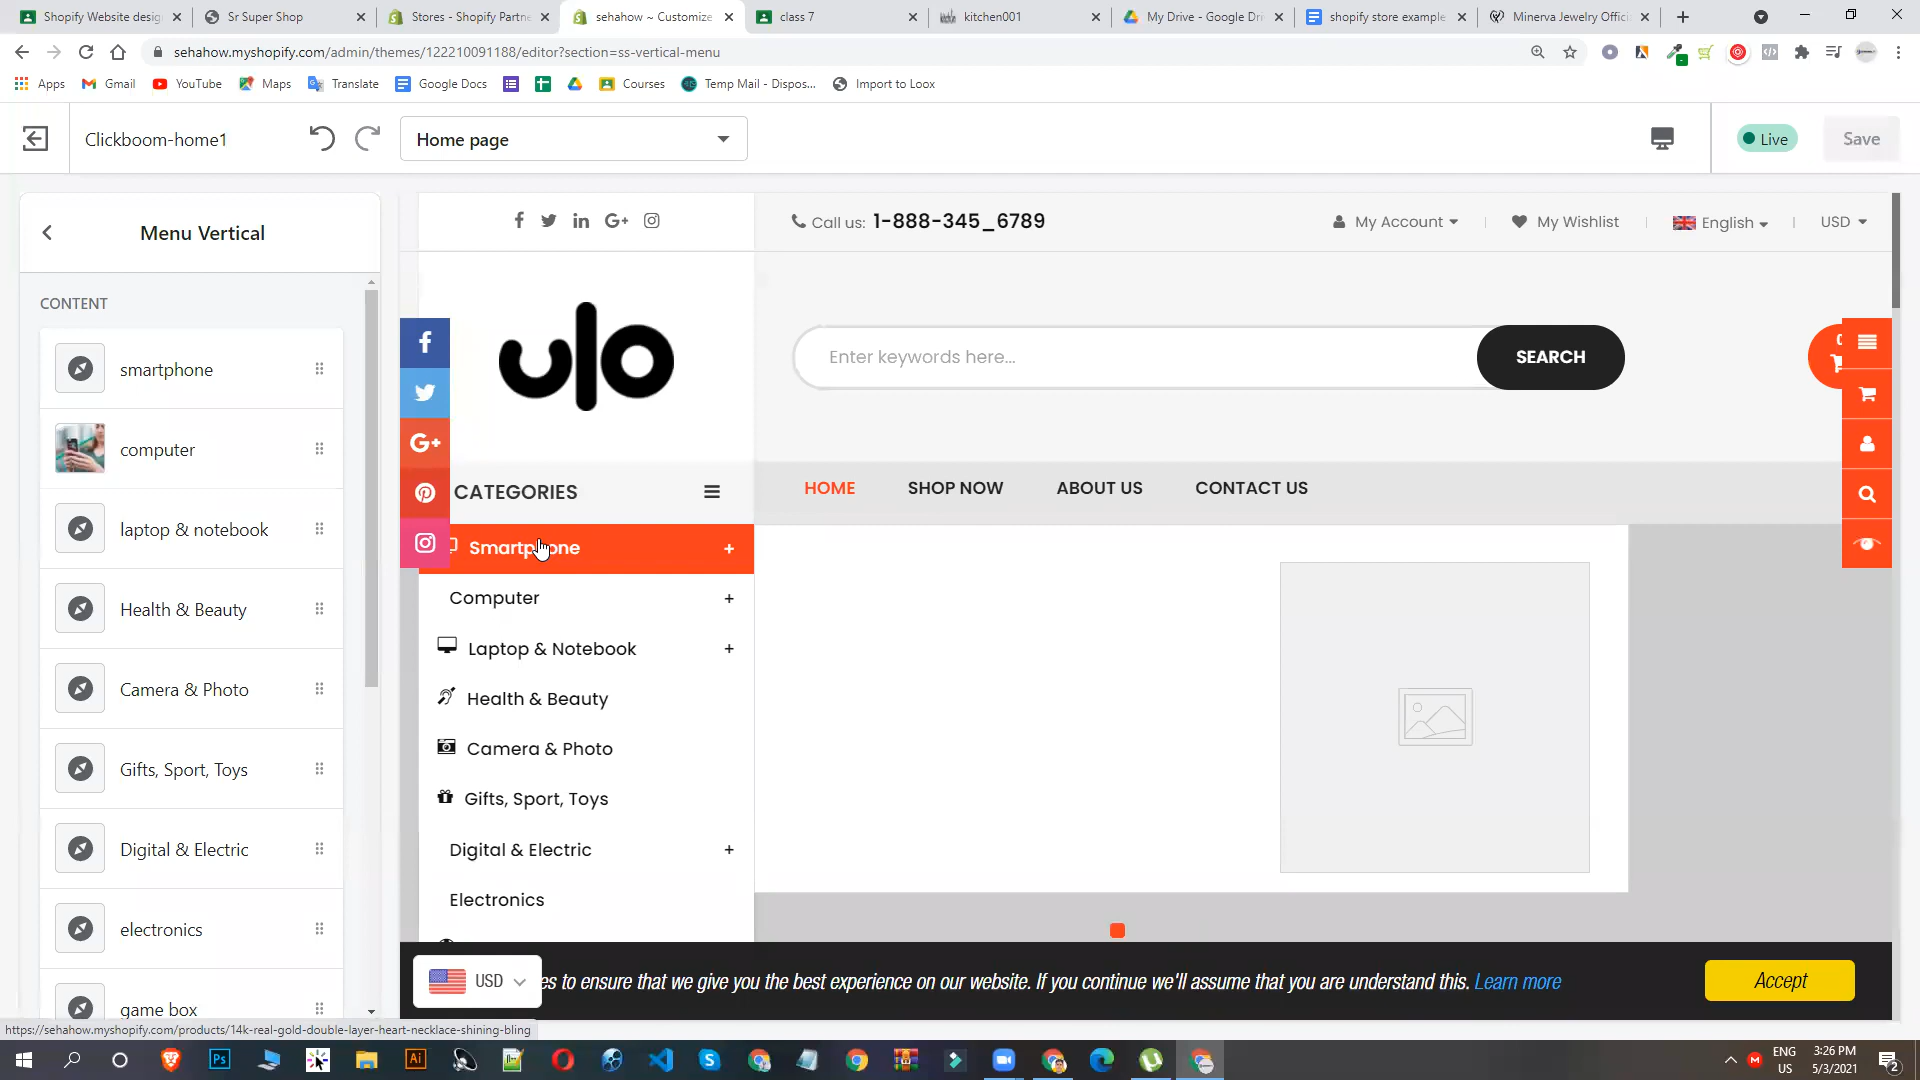 Shopify Website desig
Sr Super Shop
Stores - Shopify Partne
sehahow ~ Customize
class 7
kitchen001
My Drive - Google Dri
shopify store example
Minerva Jewelry Offici
sehahow.myshopify.com/admin/themes/122210091188/editor?section=ss-vertical-menu
Apps
Gmail
YouTube
Maps
Translate
Google Docs
Courses
Temp Mail - Dispos...
Import to Loox
Clickboom-home1
Home page
Live
Save
Menu Vertical
CONTENT
smartphone
computer
laptop & notebook
Health & Beauty
Camera & Photo
Gifts, Sport, Toys
Digital & Electric
electronics
game box
Call us: 1-888-345_6789
My Account
My Wishlist
English
USD
ulo
Enter keywords here...
SEARCH
CATEGORIES
HOME
SHOP NOW
ABOUT US
CONTACT US
Smartphone +
Computer +
Laptop & Notebook +
Health & Beauty
Camera & Photo
Gifts, Sport, Toys
Digital & Electric +
Electronics
USD
es to ensure that we give you the best experience on our website. If you continue we'll assume that you are understand this. Learn more
Accept
https://sehahow.myshopify.com/products/14k-real-gold-double-layer-heart-necklace-shining-bling
ENG
US
3:26 PM
5/3/2021
2